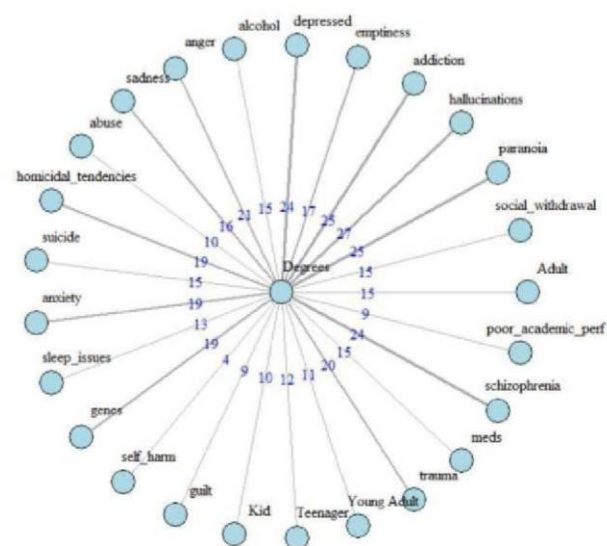 alcohol depressed
anger emptiness
sadness addiction
abuse hallucinations
homicidal_tendencies paranoia
suicide social_withdrawal
anxiety Adult
sleep_issues poor_academic_perf
genes schizophrenia
self_harm meds
guilt trauma
Kid Teenager Young Adult
Degrees
15 24 17
21 25
16 27
10 25
19 15
15 15
19 9
13 24
19 15
4 20
9 10 12 11